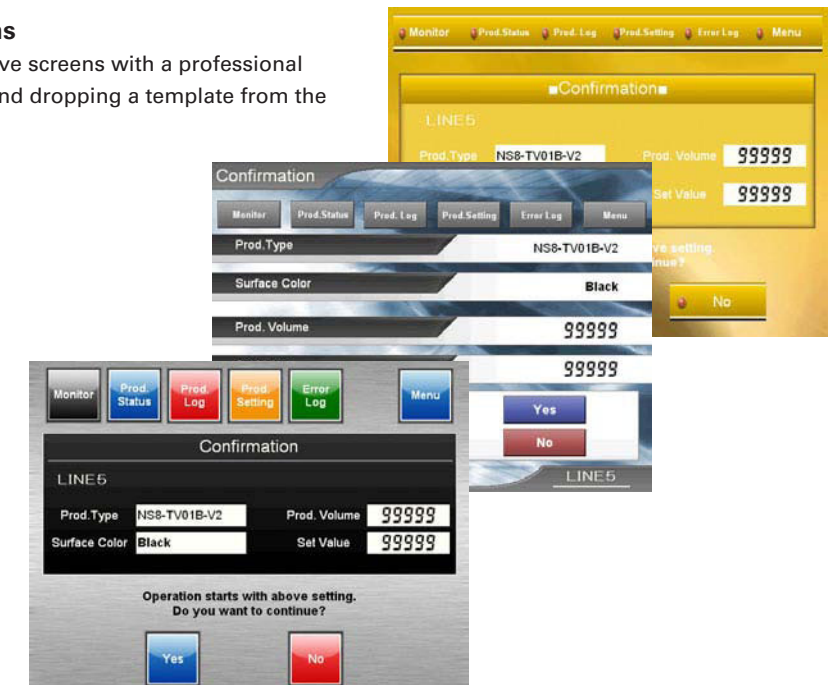 ns
ve screens with a professional
nd dropping a template from the
Monitor Prod.Status Prod. Log Prod.Setting Error Log Menu
■Confirmation■
LINE5
Prod.Type NS8-TV01B-V2 Prod. Volume 99999
Set Value 99999
ve setting.
nue?
No
Confirmation
Monitor Prod.Status Prod. Log Prod.Setting Error Log Menu
Prod.Type NS8-TV01B-V2
Surface Color Black
Prod. Volume 99999
99999
Yes
No
LINE5
Monitor Prod. Status Prod. Log Prod. Setting Error Log Menu
Confirmation
LINE5
Prod.Type NS8-TV01B-V2 Prod. Volume 99999
Surface Color Black Set Value 99999
Operation starts with above setting.
Do you want to continue?
Yes No